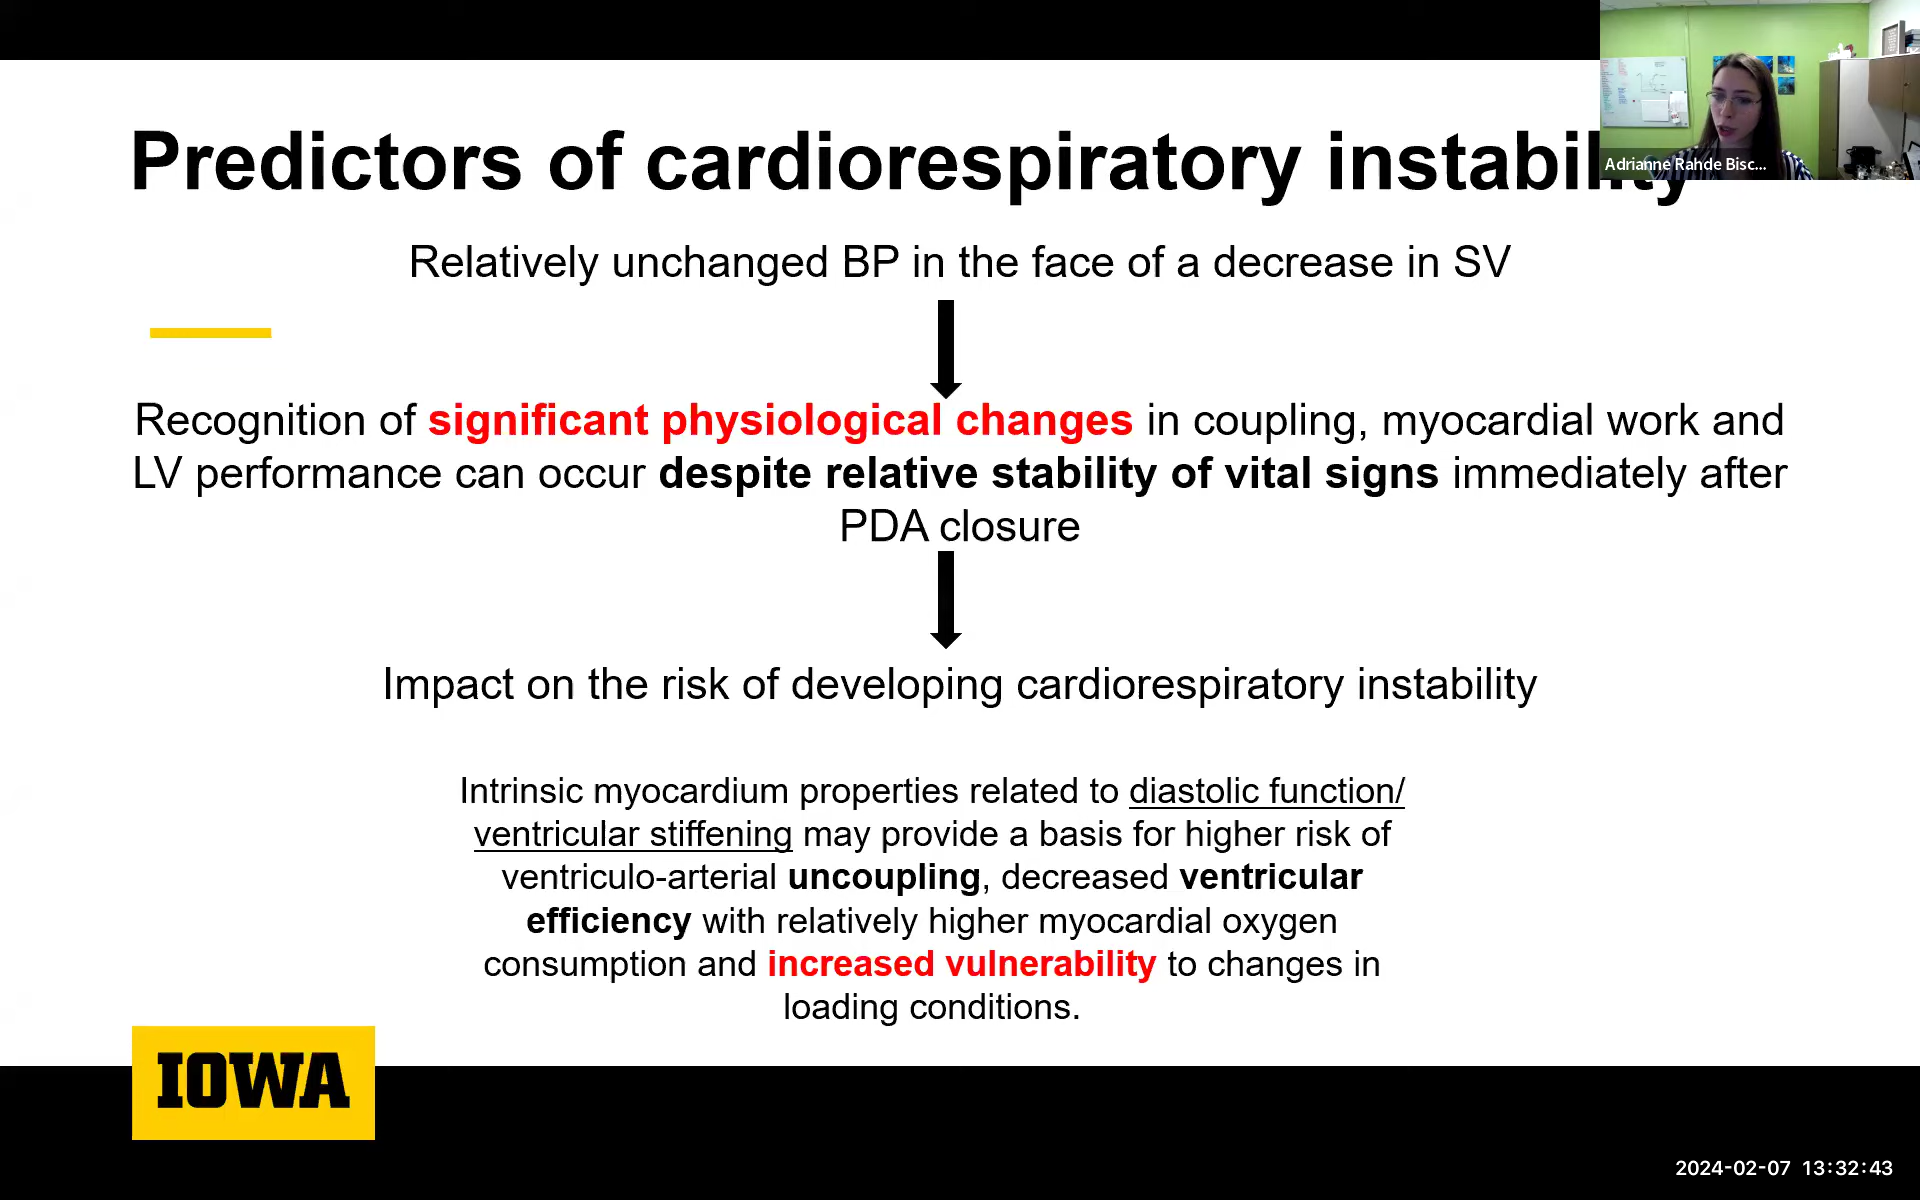 Predictors of cardiorespiratory instability
Adrianne Rahde Bisc...
Relatively unchanged BP in the face of a decrease in SV
Recognition of significant physiological changes in coupling, myocardial work and
LV performance can occur despite relative stability of vital signs immediately after
PDA closure
Impact on the risk of developing cardiorespiratory instability
Intrinsic myocardium properties related to diastolic function/
ventricular stiffening may provide a basis for higher risk of
ventriculo-arterial uncoupling, decreased ventricular
efficiency with relatively higher myocardial oxygen
consumption and increased vulnerability to changes in
loading conditions.
IOWA
2024-02-07 13:32:43